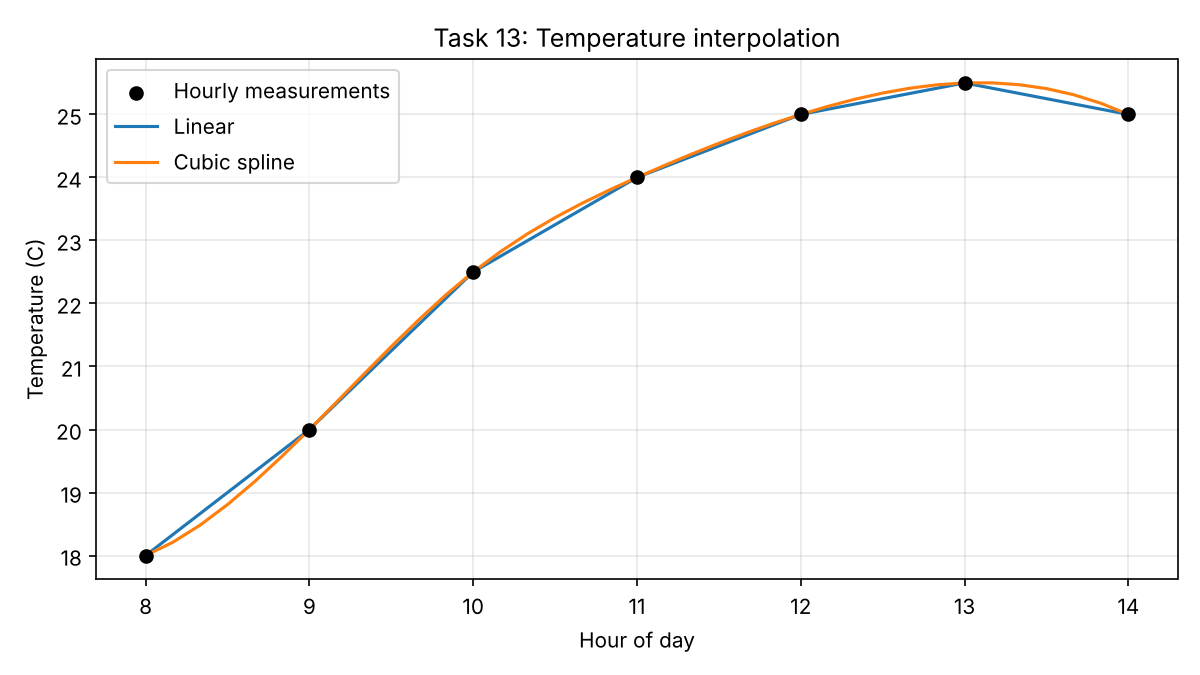 Task 13: Temperature interpolation
Hourly measurements
Linear
Cubic spline
Temperature (C)
25
24
23
22
21
20
19
18
8 9 10 11 12 13 14
Hour of day